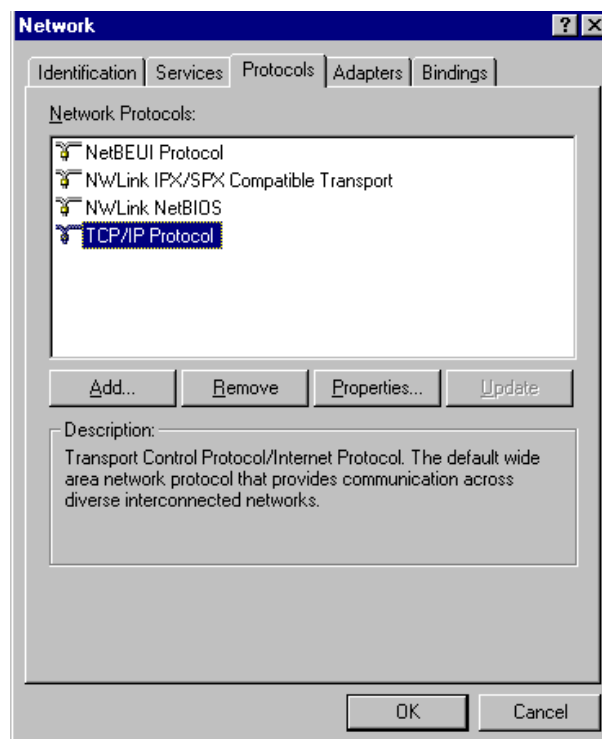 Network
Identification Services Protocols Adapters Bindings
Network Protocols:
NetBEUI Protocol
NWLink IPX/SPX Compatible Transport
NWLink NetBIOS
TCP/IP Protocol
Add... Remove Properties... Update
Description:
Transport Control Protocol/Internet Protocol. The default wide
area network protocol that provides communication across
diverse interconnected networks.
OK Cancel